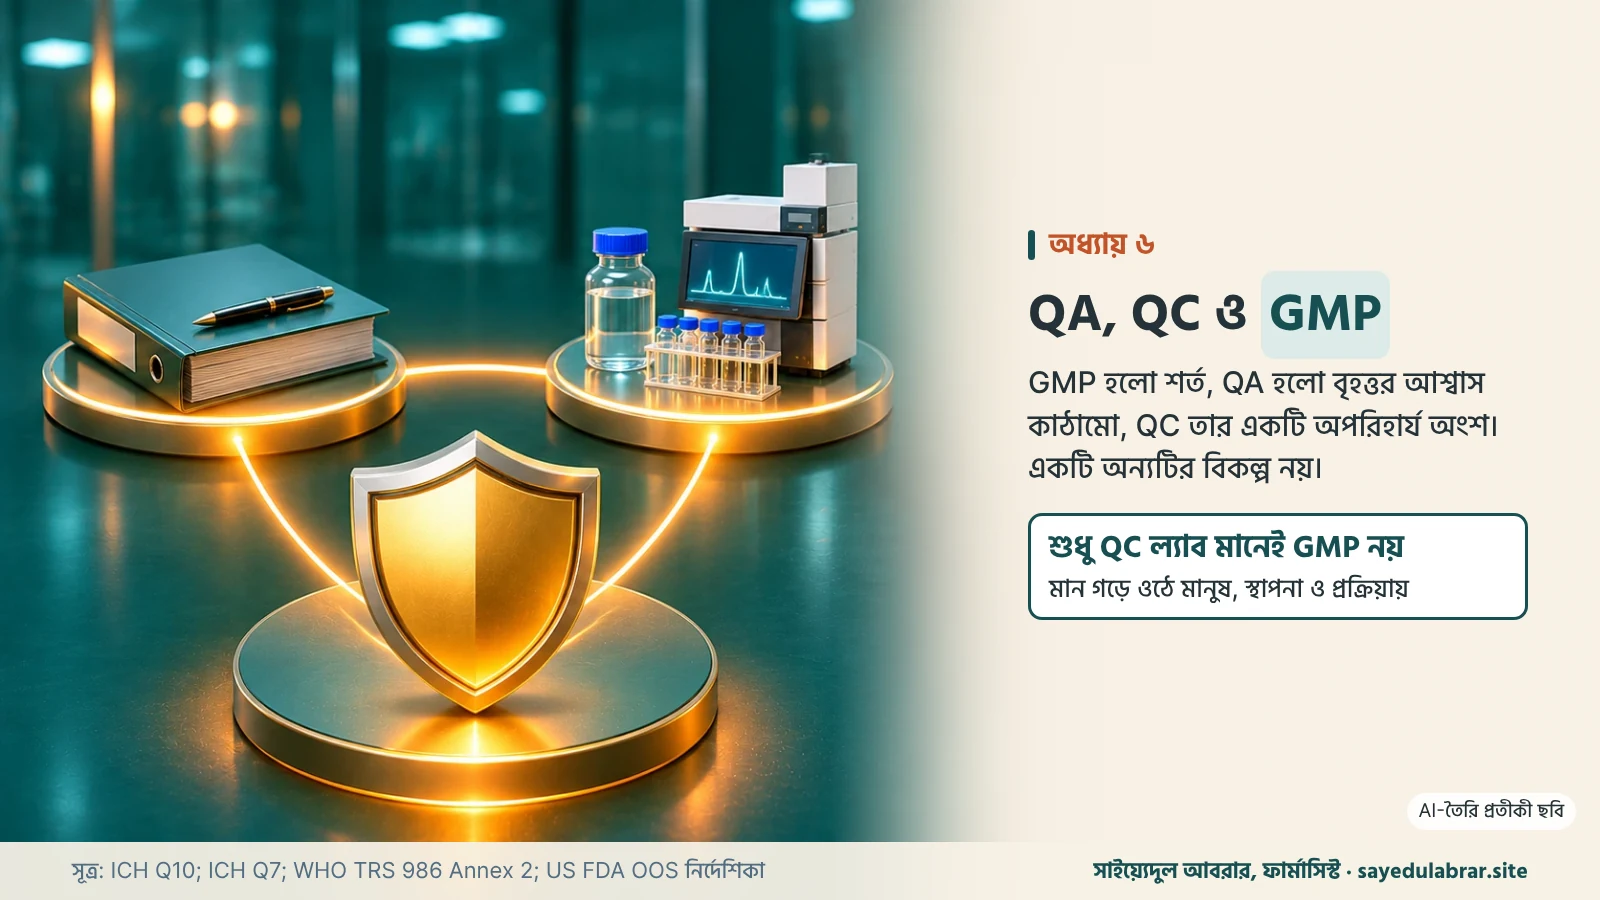 অধ্যায় ৬
QA, QC ও GMP
GMP হলো শর্ত, QA হলো বৃহত্তর আশ্বাস
কাঠামো, QC তার একটি অপরিহার্য অংশ।
একটি অন্যটির বিকল্প নয়।
শুধু QC ল্যাব মানেই GMP নয়
মান গড়ে ওঠে মানুষ, স্থাপনা ও প্রক্রিয়ায়
AI-তৈরি প্রতীকী ছবি
সূত্র: ICH Q10; ICH Q7; WHO TRS 986 Annex 2; US FDA OOS নির্দেশিকা
সাইয়্যেদুল আবরার, ফার্মাসিস্ট · sayedulabrar.site